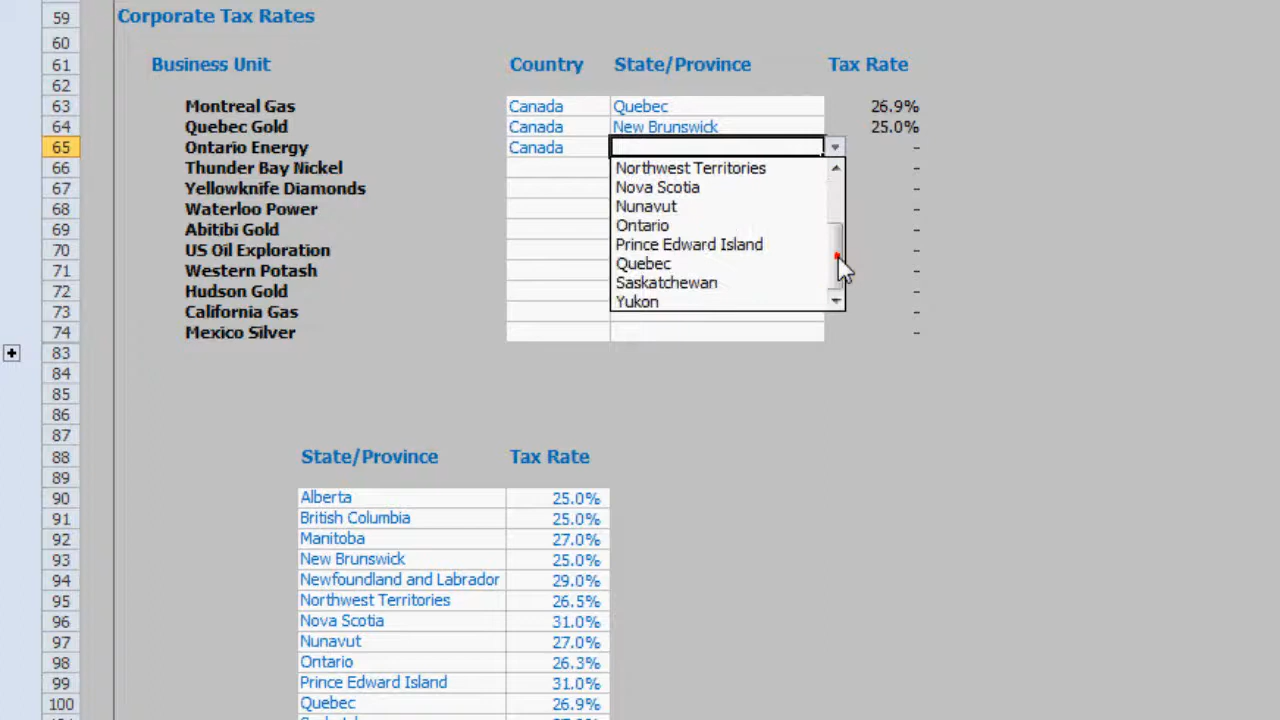 59 Corporate Tax Rates
60
61 Business Unit Country State/Province Tax Rate
62
63 Montreal Gas Canada Quebec 26.9%
64 Quebec Gold Canada New Brunswick 25.0%
65 Ontario Energy Canada -
66 Thunder Bay Nickel Northwest Territories -
67 Yellowknife Diamonds Nova Scotia -
68 Waterloo Power Nunavut -
69 Abitibi Gold Ontario -
70 US Oil Exploration Prince Edward Island -
71 Western Potash Quebec -
72 Hudson Gold Saskatchewan -
73 California Gas Yukon -
74 Mexico Silver -
83
84
85
86
87
88 State/Province Tax Rate
89
90 Alberta 25.0%
91 British Columbia 25.0%
92 Manitoba 27.0%
93 New Brunswick 25.0%
94 Newfoundland and Labrador 29.0%
95 Northwest Territories 26.5%
96 Nova Scotia 31.0%
97 Nunavut 27.0%
98 Ontario 26.3%
99 Prince Edward Island 31.0%
100 Quebec 26.9%